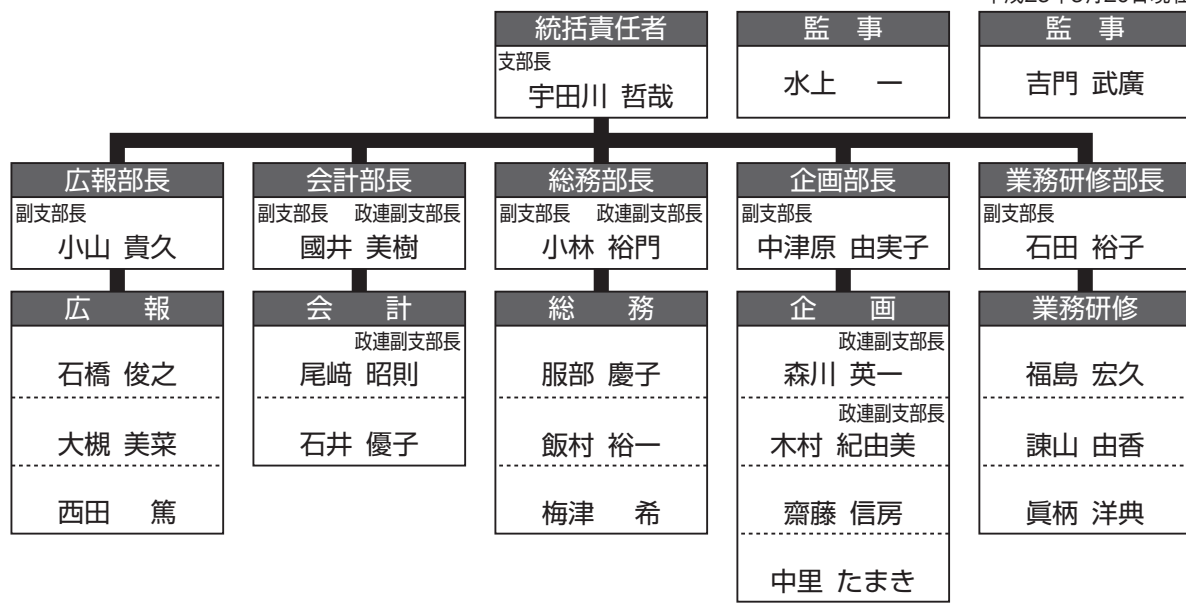 統括責任者
支部長
宇田川 哲哉
監　事
水上　一
監　事
吉門 武廣
広報部長
副支部長
小山 貴久
会計部長
副支部長　政連副支部長
國井 美樹
総務部長
副支部長　政連副支部長
小林 裕門
企画部長
副支部長
中津原 由実子
業務研修部長
副支部長
石田 裕子
広　報
石橋 俊之
大槻 美菜
西田　篤
会　計
政連副支部長
尾﨑 昭則
石井 優子
総　務
服部 慶子
飯村 裕一
梅津　希
企　画
政連副支部長
森川 英一
政連副支部長
木村 紀由美
齋藤 信房
中里 たまき
業務研修
福島 宏久
諌山 由香
眞柄 洋典